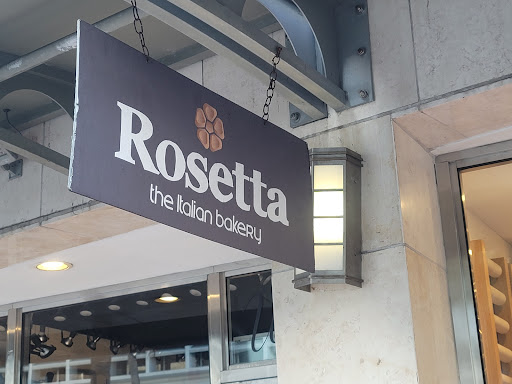 Rosetta
the Italian bakery